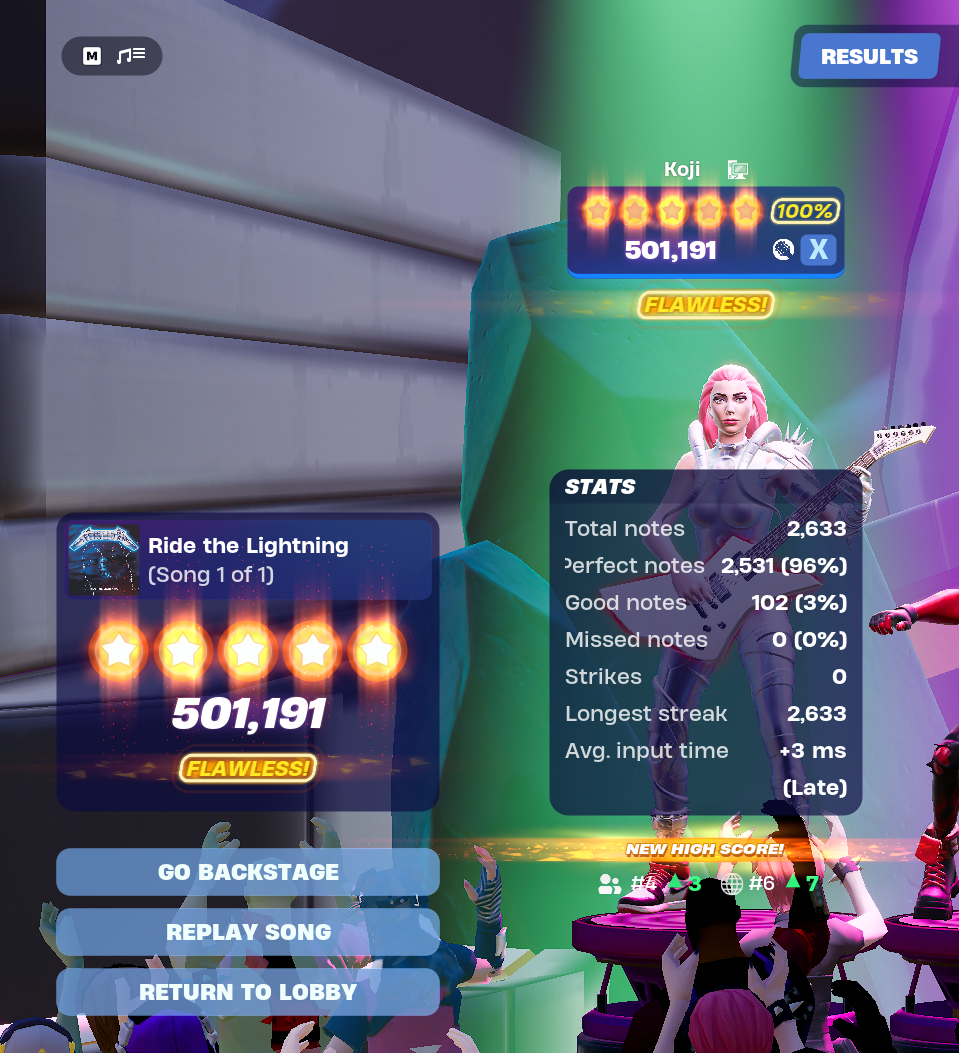 M
RESULTS
Koji
100%
501,191
X
FLAWLESS!
STATS
Total notes 2,633
Perfect notes 2,531 (96%)
Good notes 102 (3%)
Missed notes 0 (0%)
Strikes 0
Longest streak 2,633
Avg. input time +3 ms
(Late)
NEW HIGH SCORE!
#4 3 #6 7
METALLICA
Ride the Lightning
(Song 1 of 1)
501,191
FLAWLESS!
GO BACKSTAGE
REPLAY SONG
RETURN TO LOBBY